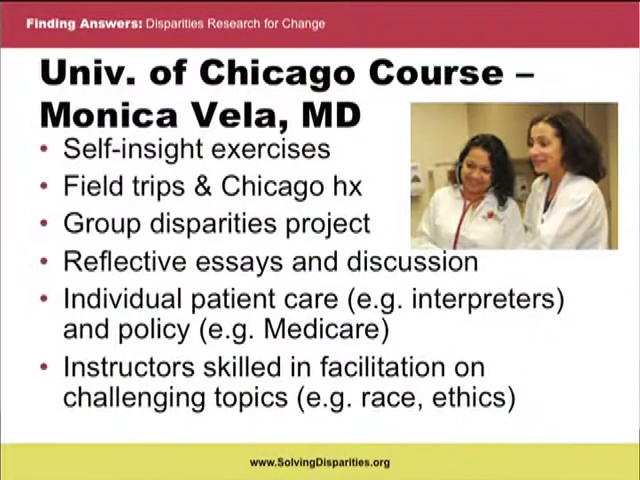 Finding Answers: Disparities Research for Change
Univ. of Chicago Course –
Monica Vela, MD
• Self-insight exercises
• Field trips & Chicago hx
• Group disparities project
• Reflective essays and discussion
• Individual patient care (e.g. interpreters)
and policy (e.g. Medicare)
• Instructors skilled in facilitation on
challenging topics (e.g. race, ethics)
www.SolvingDisparities.org